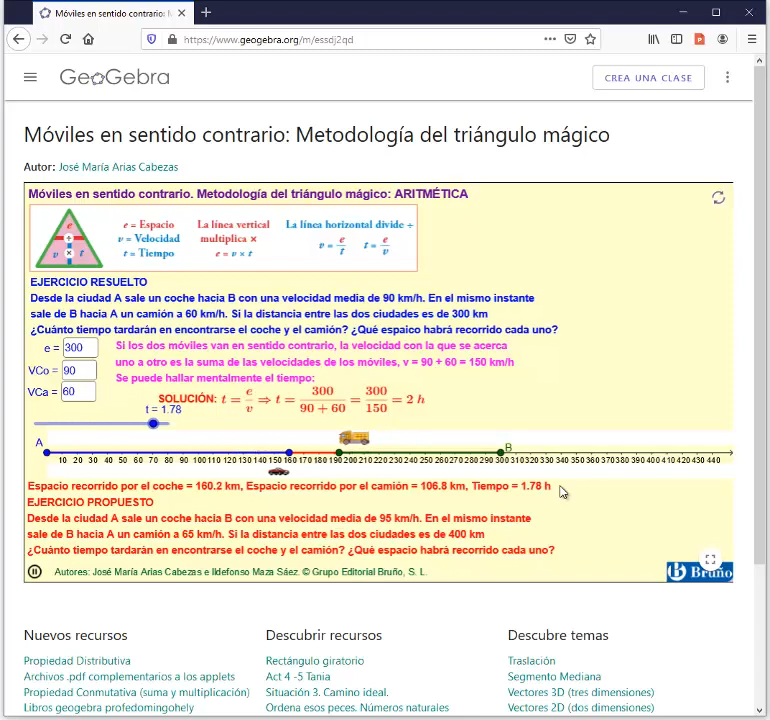 Móviles en sentido contrario: M
https://www.geogebra.org/m/essdj2qd
GeoGebra
CREA UNA CLASE
Móviles en sentido contrario: Metodología del triángulo mágico
Autor: José María Arias Cabezas
Móviles en sentido contrario. Metodología del triángulo mágico: ARITMÉTICA
e ÷ v × t
e = Espacio
v = Velocidad
t = Tiempo
La línea vertical
multiplica ×
e = v × t
La línea horizontal divide ÷
v = e/t t = e/v
EJERCICIO RESUELTO
Desde la ciudad A sale un coche hacia B con una velocidad media de 90 km/h. En el mismo instante
sale de B hacia A un camión a 60 km/h. Si la distancia entre las dos ciudades es de 300 km
¿Cuánto tiempo tardarán en encontrarse el coche y el camión? ¿Qué espaico habrá recorrido cada uno?
e = 300
VCo = 90
VCa = 60
Si los dos móviles van en sentido contrario, la velocidad con la que se acerca
uno a otro es la suma de las velocidades de los móviles, v = 90 + 60 = 150 km/h
Se puede hallar mentalmente el tiempo:
SOLUCIÓN: t = e/v ⇒ t = 300/(90 + 60) = 300/150 = 2 h
t = 1.78
A
B
10 20 30 40 50 60 70 80 90 100 110 120 130 140 150 160 170 180 190 200 210 220 230 240 250 260 270 280 290 300 310 320 330 340 350 360 370 380 390 400 410 420 430 440
Espacio recorrido por el coche = 160.2 km, Espacio recorrido por el camión = 106.8 km, Tiempo = 1.78 h
EJERCICIO PROPUESTO
Desde la ciudad A sale un coche hacia B con una velocidad media de 95 km/h. En el mismo instante
sale de B hacia A un camión a 65 km/h. Si la distancia entre las dos ciudades es de 400 km
¿Cuánto tiempo tardarán en encontrarse el coche y el camión? ¿Qué espacio habrá recorrido cada uno?
Autores: José María Arias Cabezas e Ildefonso Maza Sáez. © Grupo Editorial Bruño, S. L.
Bruño
Nuevos recursos
Propiedad Distributiva
Archivos .pdf complementarios a los applets
Propiedad Conmutativa (suma y multiplicación)
Libros geogebra profedomingohely
Descubrir recursos
Rectángulo giratorio
Act 4 -5 Tania
Situación 3. Camino ideal.
Ordena esos peces. Números naturales
Descubre temas
Traslación
Segmento Mediana
Vectores 3D (tres dimensiones)
Vectores 2D (dos dimensiones)